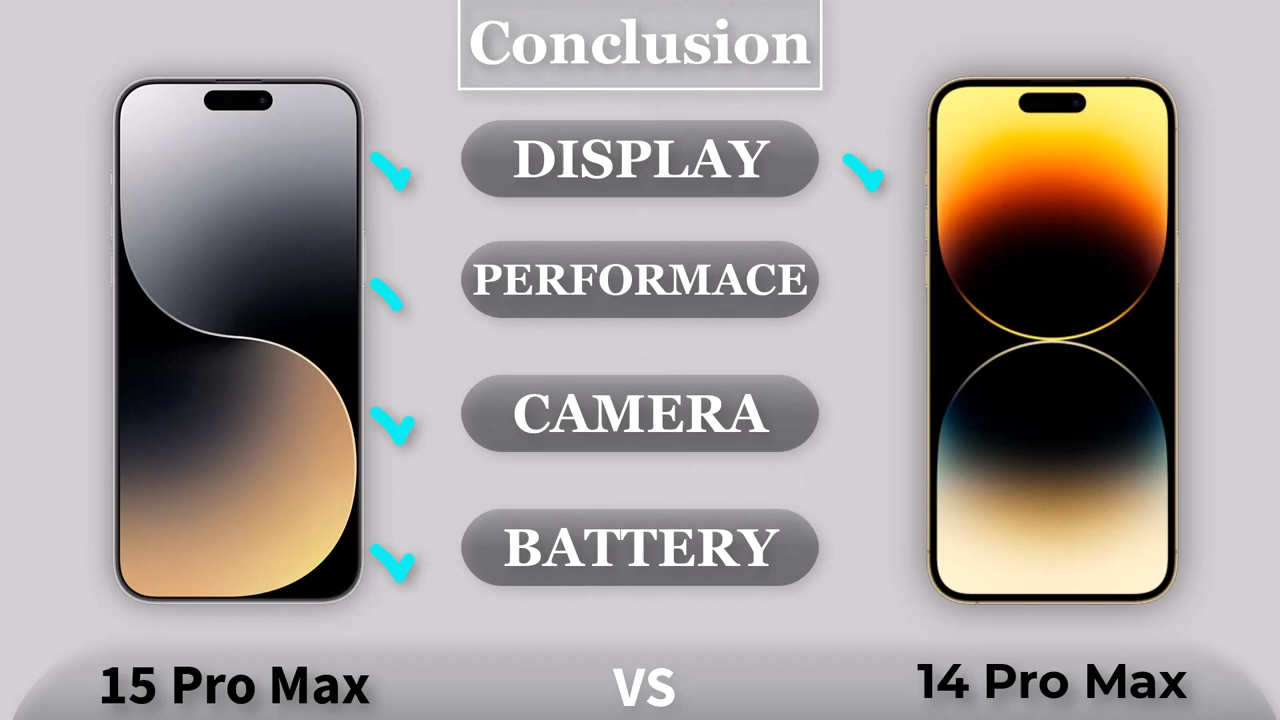 Conclusion
DISPLAY
PERFORMACE
CAMERA
BATTERY
15 Pro Max
VS
14 Pro Max